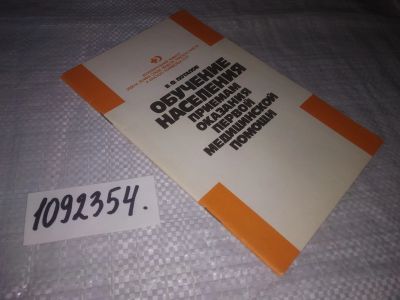 ОБУЧЕНИЕ
НАСЕЛЕНИЯ
ПРИЕМАМ
ОКАЗАНИЯ
ПЕРВОЙ
МЕДИЦИНСКОЙ
ПОМОЩИ
1092354.